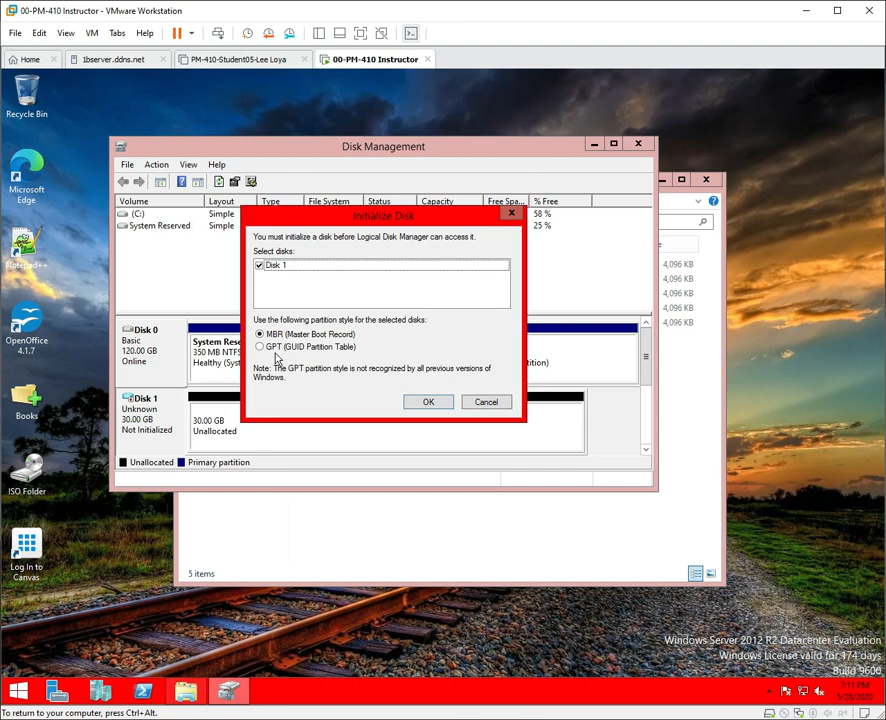 00-PM-410 Instructor - VMware Workstation
File Edit View VM Tabs Help
Home 1bserver.ddns.net PM-410-Student05-Lee Loya 00-PM-410 Instructor
Recycle Bin
Microsoft
Edge
Notepad++
OpenOffice
4.1.7
Books
ISO Folder
Log In to
Canvas
Disk Management
File Action View Help
Volume Layout Type File System Status Capacity Free Spa... % Free
(C:) Simple 58 %
System Reserved Simple 25 %
Initialize Disk
You must initialize a disk before Logical Disk Manager can access it.
Select disks:
Disk 1
Use the following partition style for the selected disks:
MBR (Master Boot Record)
GPT (GUID Partition Table)
Note: The GPT partition style is not recognized by all previous versions of
Windows.
OK Cancel
Disk 0
Basic
120.00 GB
Online
System Rese
350 MB NTFS
Healthy (Syst
tition)
Disk 1
Unknown
30.00 GB
Not Initialized
30.00 GB
Unallocated
Unallocated Primary partition
4,096 KB
4,096 KB
4,096 KB
4,096 KB
4,096 KB
5 items
Windows Server 2012 R2 Datacenter Evaluation
Windows License valid for 174 days
Build 9600
7:11 PM
5/28/2020
To return to your computer, press Ctrl+Alt.